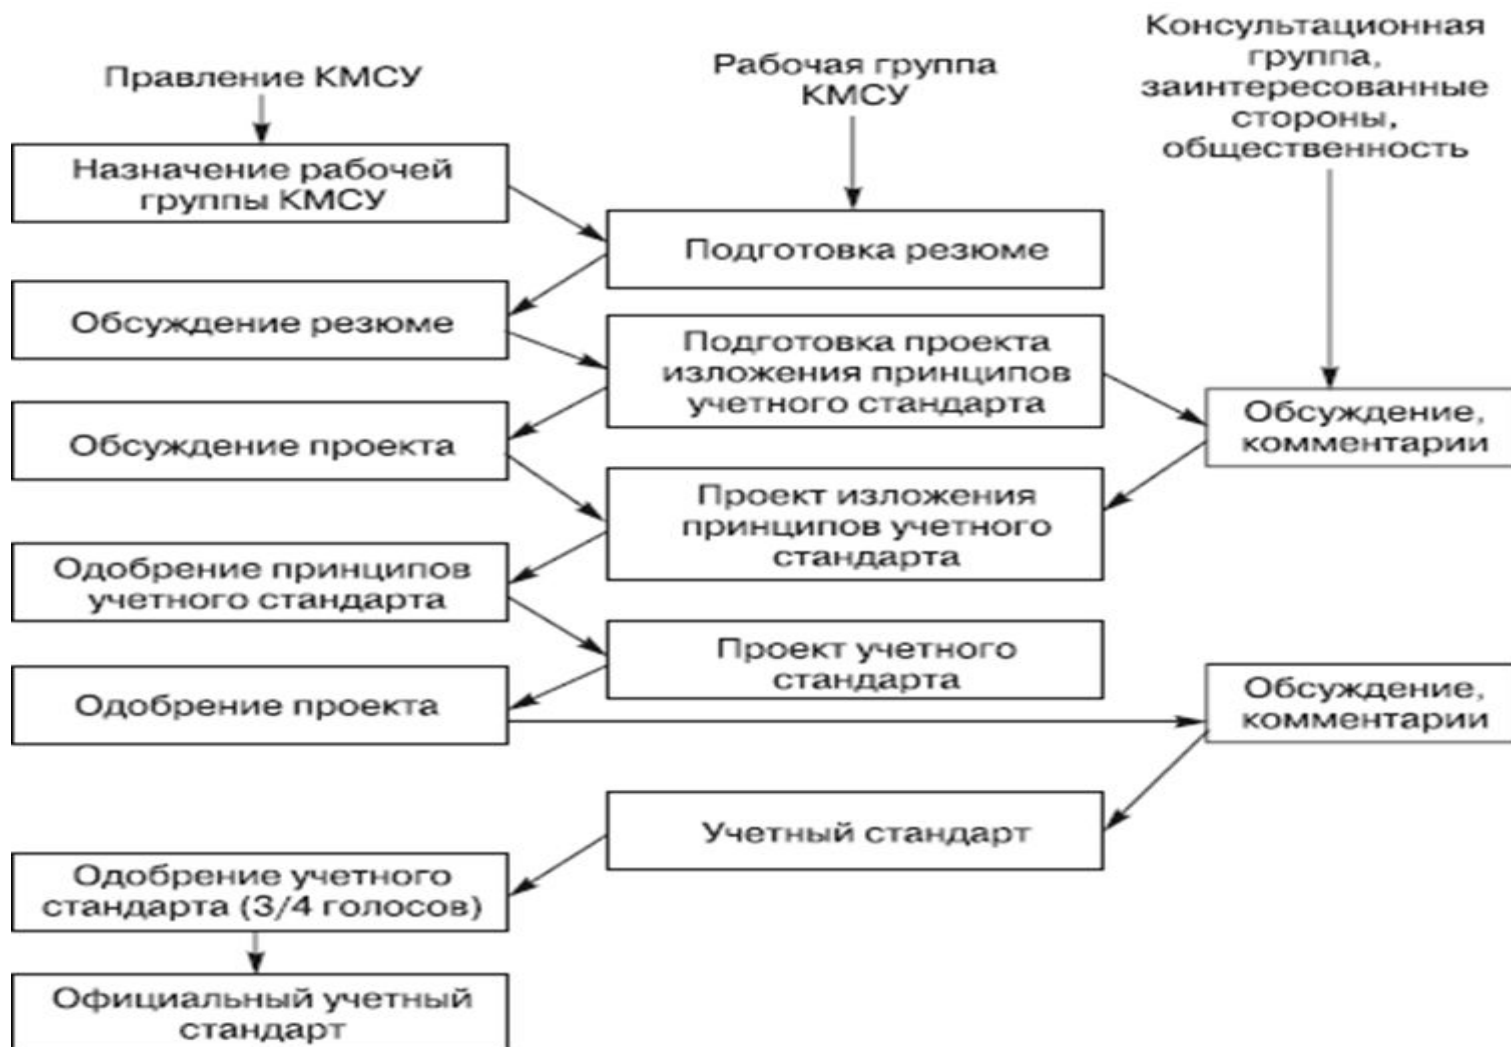 Правление КМСУ
Рабочая группа
КМСУ
Консультационная
группа,
заинтересованные
стороны,
общественность
Назначение рабочей
группы КМСУ
Подготовка резюме
Обсуждение резюме
Подготовка проекта
изложения принципов
учетного стандарта
Обсуждение,
комментарии
Обсуждение проекта
Проект изложения
принципов учетного
стандарта
Одобрение принципов
учетного стандарта
Проект учетного
стандарта
Одобрение проекта
Обсуждение,
комментарии
Учетный стандарт
Одобрение учетного
стандарта (3/4 голосов)
Официальный учетный
стандарт